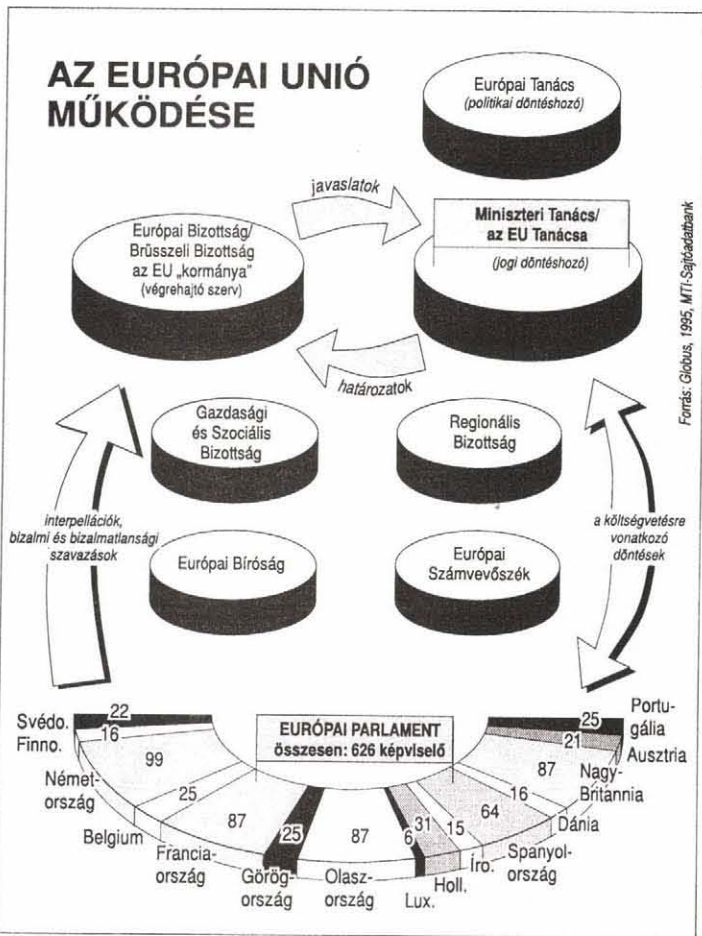 AZ EURÓPAI UNIÓ
MŰKÖDÉSE
Európai Tanács
(politikai döntéshozó)
javaslatok
Európai Bizottság/
Brüsszeli Bizottság
az EU „kormánya”
(végrehajtó szerv)
Miniszteri Tanács/
az EU Tanácsa
(jogi döntéshozó)
határozatok
Forrás: Globus, 1995, MTI-Sajtóadatbank
Gazdasági
és Szociális
Bizottság
Regionális
Bizottság
interpellációk,
bizalmi és bizalmatlansági
szavazások
a költségvetésre
vonatkozó
döntések
Európai Bíróság
Európai
Számvevőszék
EURÓPAI PARLAMENT
összesen: 626 képviselő
Svédo.
22
Finno.
16
Német-
ország
99
Belgium
25
Francia-
ország
87
Görög-
ország
25
Olasz-
ország
87
Lux.
6
Holl.
31
Íro.
15
Spanyol-
ország
64
Dánia
16
Nagy-
Britannia
87
Ausztria
21
Portu-
gália
25